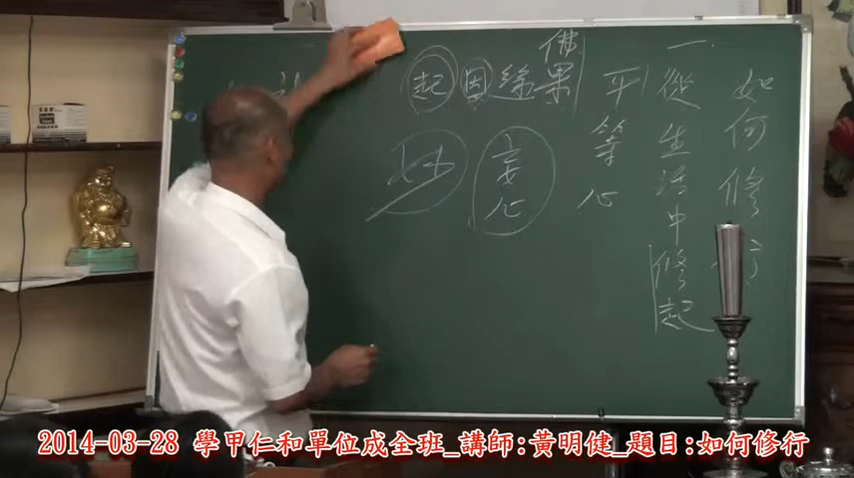 如何修行
一.從生活中修起
平等心
佛果
起因緣
妄心
妙
2014-03-28 學甲仁和單位成全班_講師:黃明健_題目:如何修行